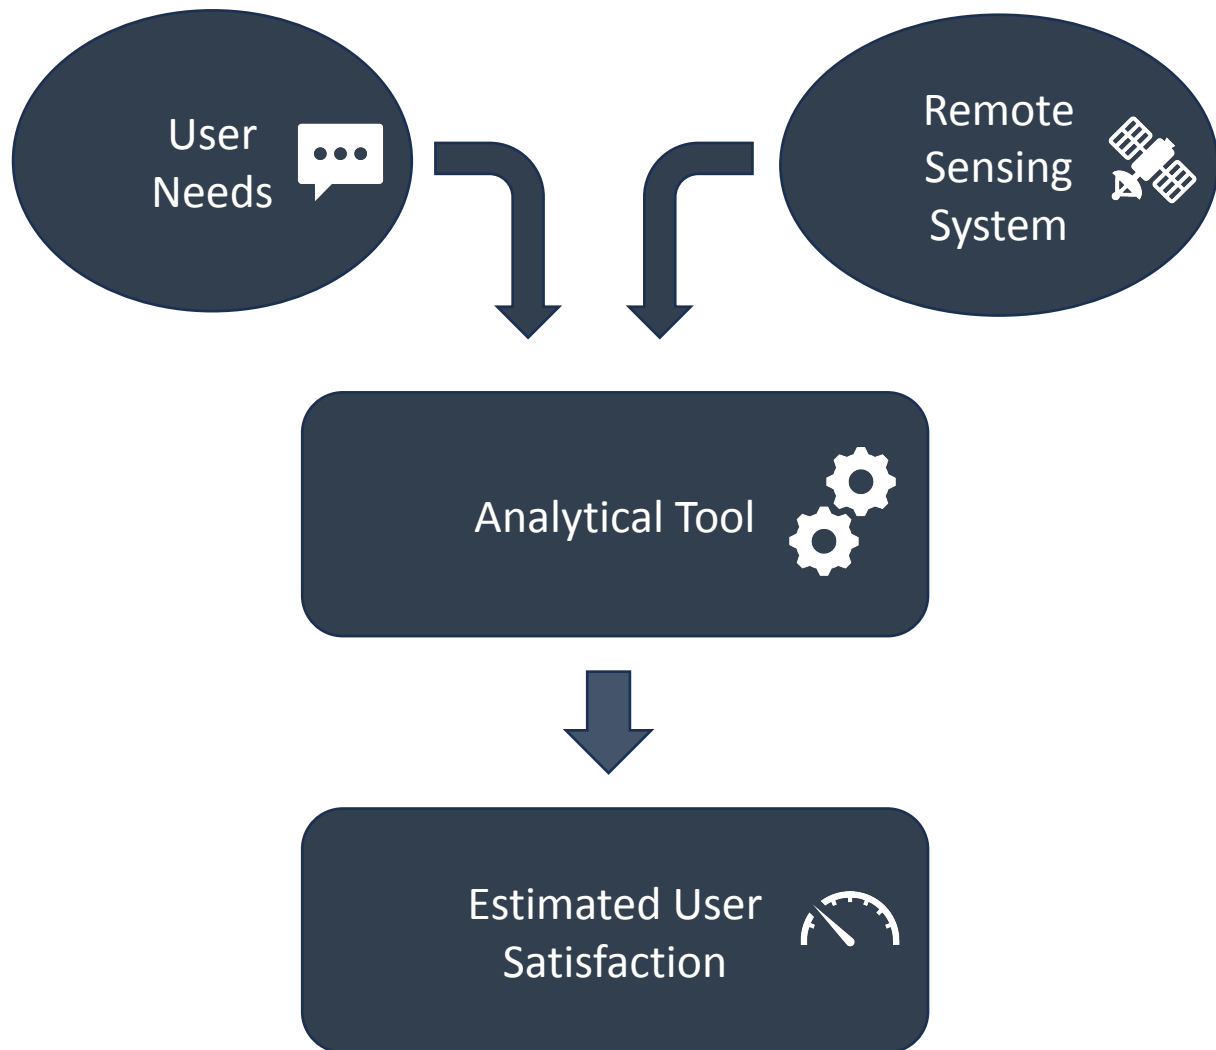 User
Needs
Remote
Sensing
System
Analytical Tool
Estimated User
Satisfaction